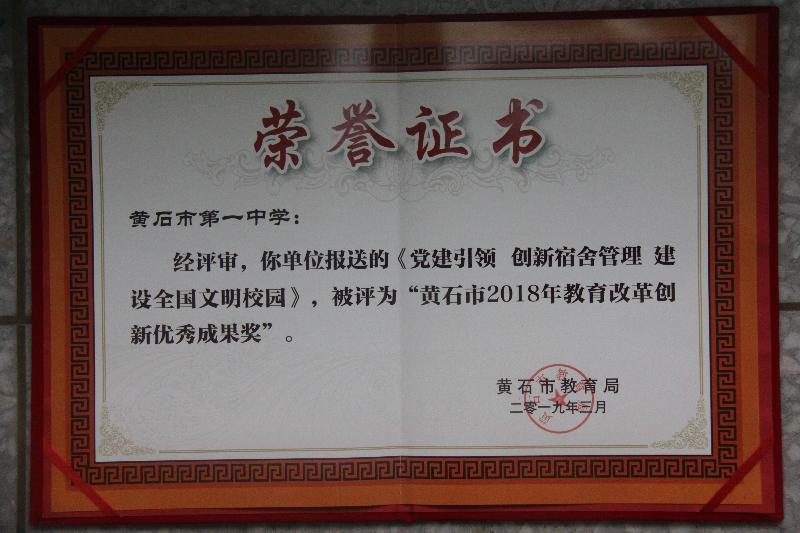 荣誉证书
黄石市第一中学：
经评审，你单位报送的《党建引领 创新宿舍管理 建
设全国文明校园》，被评为“黄石市2018年教育改革创
新优秀成果奖”。
黄石市教育局
二零一九年三月